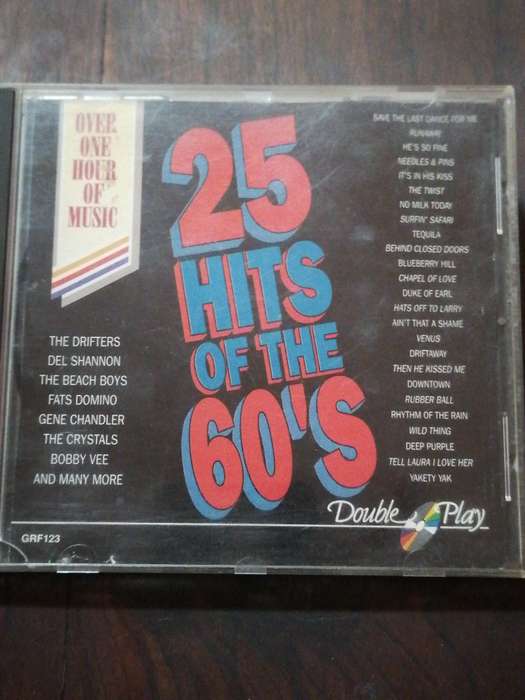 OVER
ONE
HOUR
OF
MUSIC
25
HITS
OF THE
60'S
THE DRIFTERS
DEL SHANNON
THE BEACH BOYS
FATS DOMINO
GENE CHANDLER
THE CRYSTALS
BOBBY VEE
AND MANY MORE
SAVE THE LAST DANCE FOR ME
RUNAWAY
HE'S SO FINE
NEEDLES & PINS
IT'S IN HIS KISS
THE TWIST
NO MILK TODAY
SURFIN' SAFARI
TEQUILA
BEHIND CLOSED DOORS
BLUEBERRY HILL
CHAPEL OF LOVE
DUKE OF EARL
HATS OFF TO LARRY
AIN'T THAT A SHAME
VENUS
DRIFTAWAY
THEN HE KISSED ME
DOWNTOWN
RUBBER BALL
RHYTHM OF THE RAIN
WILD THING
DEEP PURPLE
TELL LAURA I LOVE HER
YAKETY YAK
Double Play
GRF123